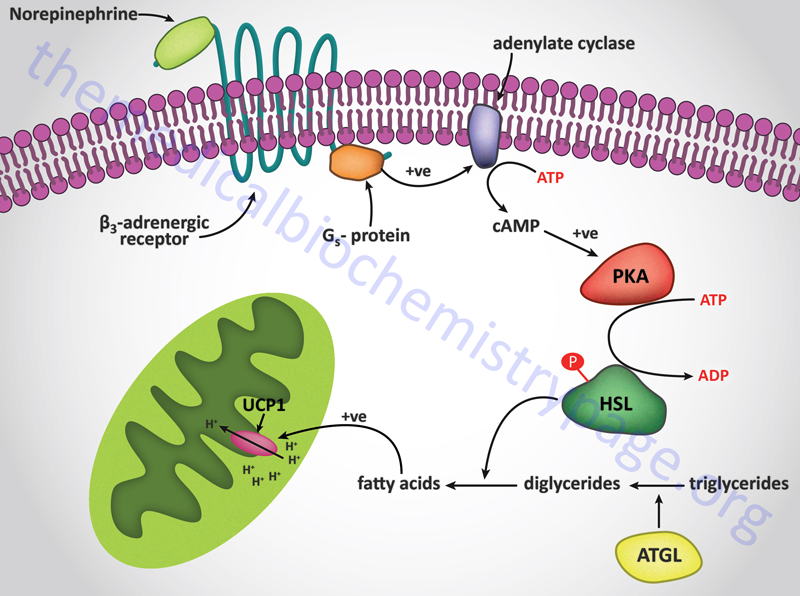 Norepinephrine
adenylate cyclase
+ve
ATP
β3-adrenergic
receptor
Gs- protein
cAMP
+ve
PKA
ATP
ADP
P
HSL
UCP1
H+
+ve
H+
H+
H+
H+
H+
H+
fatty acids
diglycerides
triglycerides
ATGL
themedicalbiochemistrypage.org